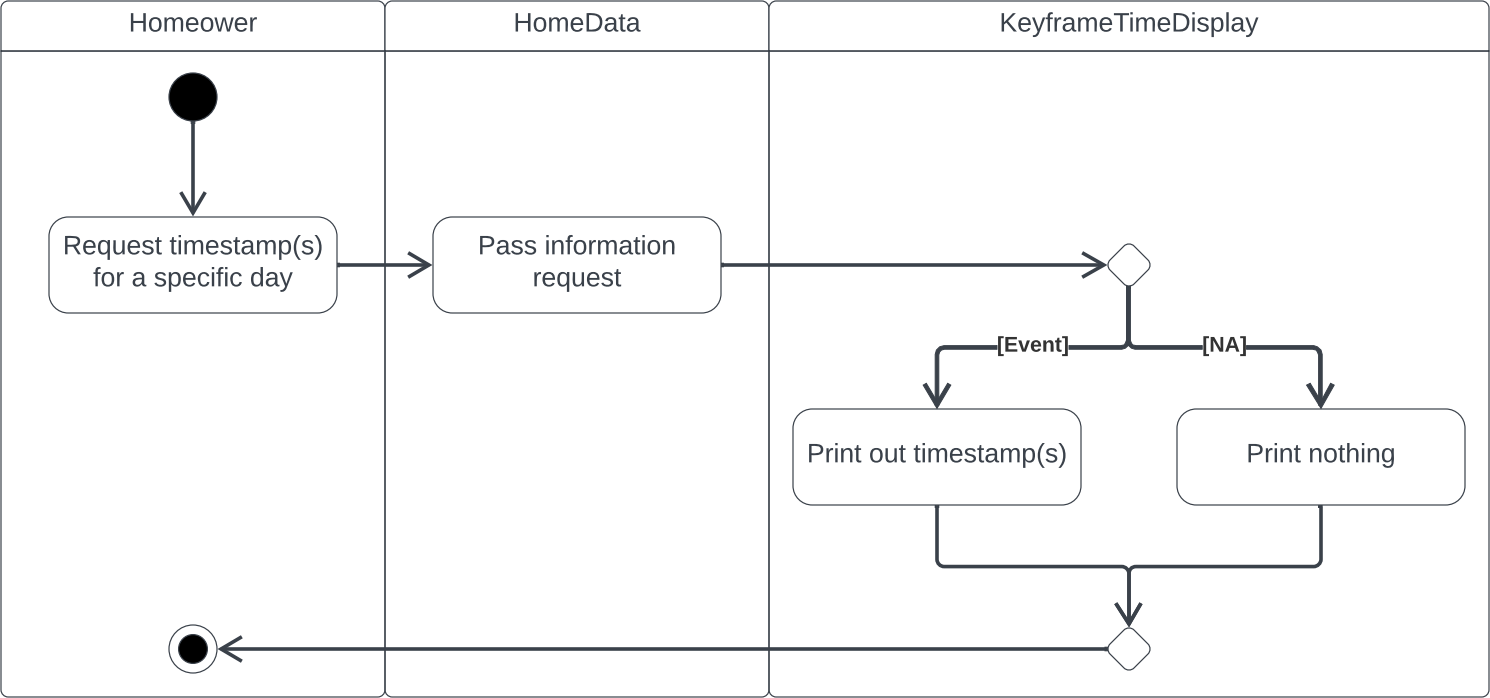 Homeower
HomeData
KeyframeTimeDisplay
Request timestamp(s)
for a specific day
Pass information
request
[Event]
[NA]
Print out timestamp(s)
Print nothing